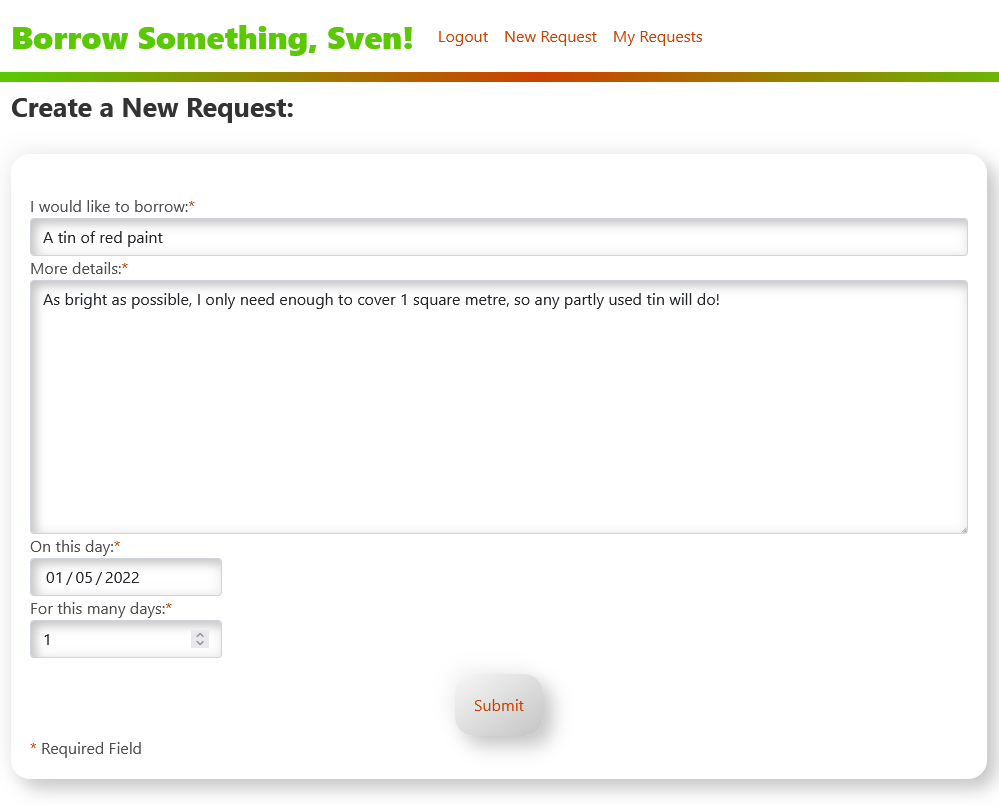 Borrow Something, Sven! Logout New Request My Requests
Create a New Request:
I would like to borrow:*
A tin of red paint
More details:*
As bright as possible, I only need enough to cover 1 square metre, so any partly used tin will do!
On this day:*
01/05/2022
For this many days:*
1
Submit
* Required Field